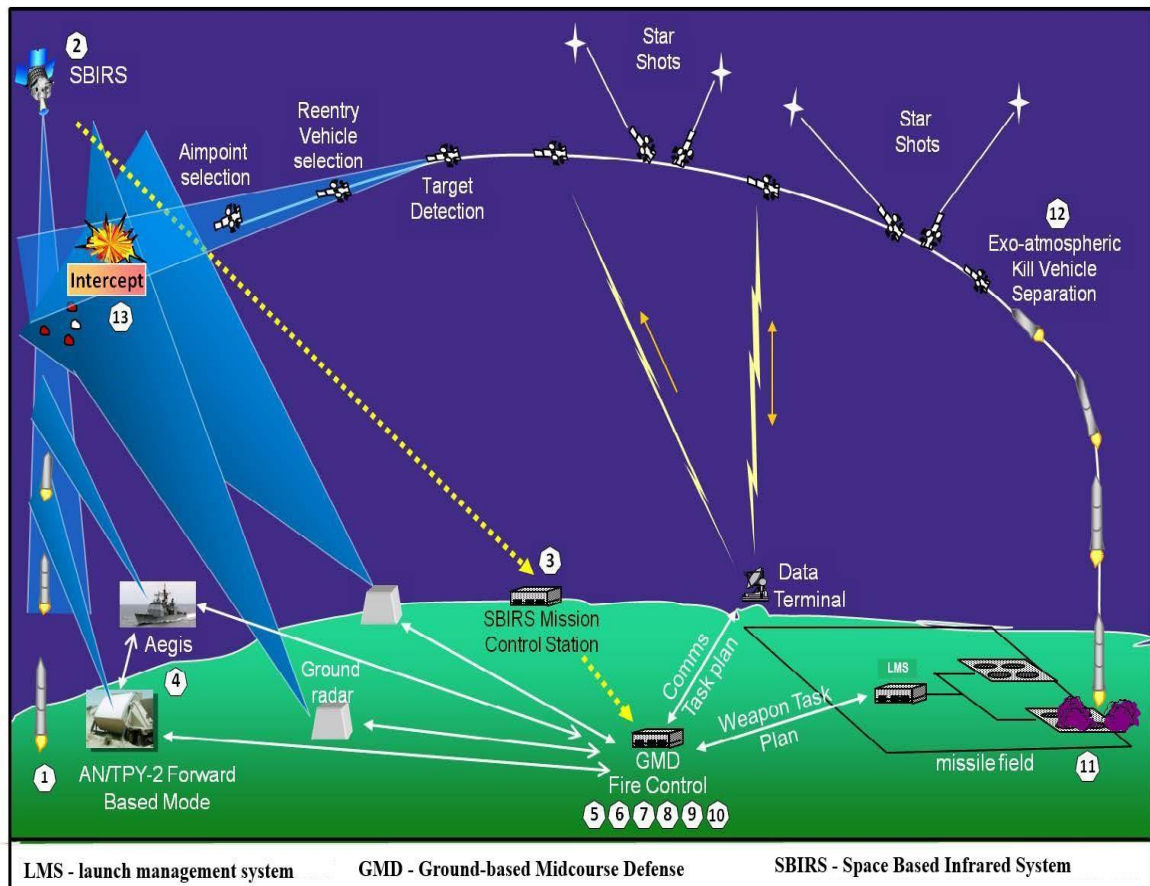 2
SBIRS
Star
Shots
Star
Shots
Reentry
Vehicle
selection
Aimpoint
selection
Target
Detection
12
Exo-atmospheric
Kill Vehicle
Separation
Intercept
13
3
SBIRS Mission
Control Station
Data
Terminal
Aegis
4
Ground
radar
Comms
Task plan
LMS
Weapon Task
Plan
GMD
Fire Control
5 6 7 8 9 10
missile field
11
1
AN/TPY-2 Forward
Based Mode
LMS - launch management system
GMD - Ground-based Midcourse Defense
SBIRS - Space Based Infrared System